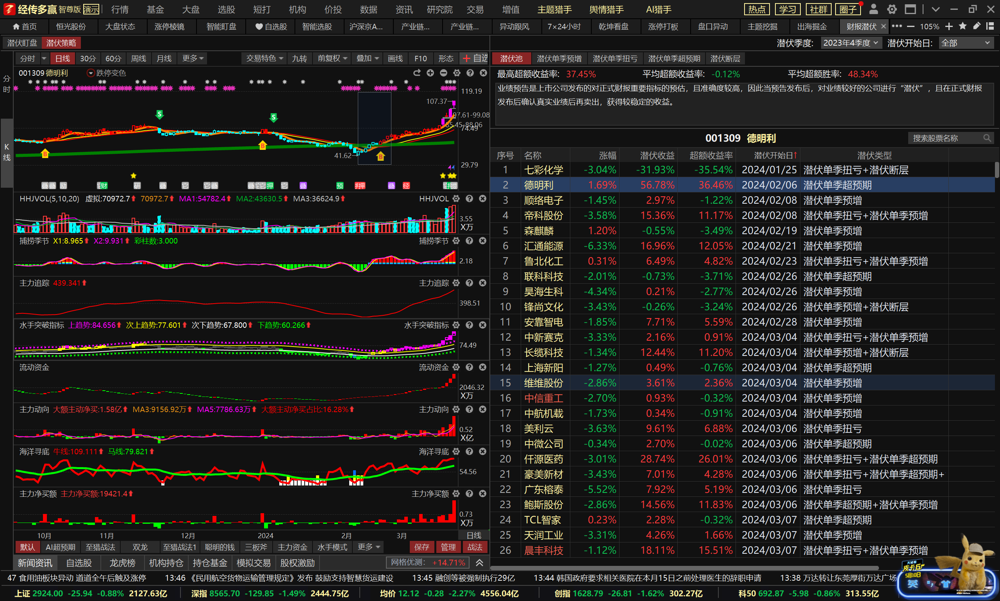 经传多赢 智尊版 演示 行情 基金 大盘 选股 短打 机构 价投 数据 资讯 研究院 交易 增值 主题猎手 舆情猎手 AI猎手 热点 学习 社群 圈子
首页 恒光股份 大盘状态 涨停棱镜 智能盯盘 自选股 智能选股 沪深京A... 产业链... 产业链... 异动跟风 7×24小时 乾坤看盘 涨停打板 盘口异动 主题挖掘 出海掘金 财报潜伏 105%
潜伏盯盘 潜伏策略 潜伏季度: 2023年4季度 潜伏开始日: 全部
分时 日线 30分 60分 周线 月线 更多 交易特色 九转 前复权 叠加 画线 F10 形态 自选
潜伏池 潜伏单季预增 潜伏单季扭亏 潜伏单季超预期 潜伏断层
分时
K线
001309 德明利 跌停变色
最高超额收益率: 37.45% 平均超额收益率: -0.12% 平均超额胜率: 48.34%
业绩预告是上市公司发布的对正式财报重要指标的预估，且准确度较高，因此当预告发布后，对业绩较好的公司进行“潜伏”，且在正式财报
发布后确认真实业绩后再卖出，获得较稳定的收益。
119.19
107.37
97.61-99.08
74.49
S S
B B B
41.62
29.79
励 财 研 叠 它 它 叠 押 它 叠 预 押 叠 经 提
001309 德明利 搜索股票名称
序号 名称 涨幅 潜伏收益 超额收益率 潜伏开始日↑ 潜伏类型
1 七彩化学 -3.04% -31.93% -35.54% 2024/01/25 潜伏单季扭亏+潜伏断层
2 德明利 1.69% 56.78% 36.46% 2024/02/06 潜伏单季超预期
3 顺络电子 -1.45% 2.97% -1.22% 2024/02/08 潜伏单季预增
4 帝科股份 -3.58% 15.36% 11.17% 2024/02/08 潜伏单季扭亏+潜伏单季预增
5 森麒麟 1.20% -0.55% -3.49% 2024/02/19 潜伏单季预增
6 汇通能源 -6.33% 16.96% 12.05% 2024/02/21 潜伏单季预增
7 鲁北化工 0.31% 6.49% 4.82% 2024/02/23 潜伏单季扭亏+潜伏单季预增
8 联科科技 -2.01% -0.73% -3.71% 2024/02/26 潜伏单季超预期
9 昊海生科 -4.34% 0.21% -2.77% 2024/02/26 潜伏单季预增
10 锋尚文化 -3.43% -0.26% -3.24% 2024/02/26 潜伏单季预增+潜伏断层
11 安靠智电 -1.85% 7.71% 5.59% 2024/02/28 潜伏单季预增
12 中新赛克 -3.33% 2.16% 0.91% 2024/03/04 潜伏单季扭亏+潜伏单季预增
13 长缆科技 -1.34% 12.44% 11.20% 2024/03/04 潜伏单季预增+潜伏断层
14 上海新阳 -1.27% 0.49% -0.76% 2024/03/04 潜伏单季超预期
15 维维股份 -2.86% 3.61% 2.36% 2024/03/04 潜伏单季预增
16 中信重工 -2.70% 0.93% -0.32% 2024/03/04 潜伏单季预增
17 中航机载 -1.73% 0.34% -0.91% 2024/03/04 潜伏单季预增
18 美利云 -3.63% 9.61% 6.88% 2024/03/06 潜伏单季扭亏
19 中微公司 -0.34% 2.70% -0.02% 2024/03/06 潜伏单季超预期
20 仟源医药 -3.01% 28.74% 26.01% 2024/03/06 潜伏单季扭亏+潜伏单季超预期
21 豪美新材 -3.43% 7.01% 4.28% 2024/03/06 潜伏单季扭亏+潜伏单季超预期+
22 广东榕泰 -5.52% 7.92% 5.19% 2024/03/06 潜伏单季扭亏
23 鲍斯股份 -2.86% 14.56% 11.83% 2024/03/06 潜伏单季超预期+潜伏单季预增
24 TCL智家 0.23% 2.28% -0.32% 2024/03/07 潜伏单季超预期
25 天润工业 -3.31% 4.26% 1.66% 2024/03/07 潜伏单季预增
26 晨丰科技 -1.12% 18.11% 15.51% 2024/03/07 潜伏单季扭亏+潜伏单季预增
HHJVOL(5,10,20) 虚拟:70972.7 70972.7 MA1:54782.4 MA2:43630.5 MA3:36624.9 HHJVOL
3.55
X万
捕捞季节 X1:8.965 X2:9.931 彩柱数:3.000 捕捞季节
2.18
主力追踪 439.341 主力追踪
398.51
水手突破指标 上趋势:84.656 次上趋势:77.601 次下趋势:67.800 下趋势:60.266 水手突破指标
74.49
流动资金 流动资金
2046.32
X万
主力动向 大额主动净买:1.58亿 MA3:9156.92万 MA5:7786.63万 大额主动净买占比:16.28% 主力动向
0.52
X亿
海洋寻底 牛线:109.111 马线:79.821 海洋寻底
54.56
主力净买额 主力净买额:19421.4 主力净买额
0.73
X万
10月 11月 12月 2024 2月 3月 日线
默认 AI超预期 至猎战法 双龙 至猎战法1 聪明的钱 三板斧 主力资金 水手模式 更多 保存 管理 战法
新闻资讯 自选股 龙虎榜 机构持仓 持仓基金 模拟交易 股权激励 网格优测: +14.71%
47 食用油板块异动 道道全午后触及涨停 13:46 《民用航空货物运输管理规定》发布 鼓励支持智慧货运建设 13:45 融创等被强制执行29亿 13:44 韩国政府要求相关医院在本月15日之前处理医生的辞职申请 13:38 万达转让东莞厚街万达广场
5月10日
英
上证 2924.00 -25.94 -0.88% 2127.63亿 深指 8565.70 -129.85 -1.49% 2444.75亿 均价 12.12 -0.28 -2.27% 4556.04亿 创指 1628.79 -26.81 -1.62% 302.27亿 科50 692.87 -5.98 -0.86% 313.55亿